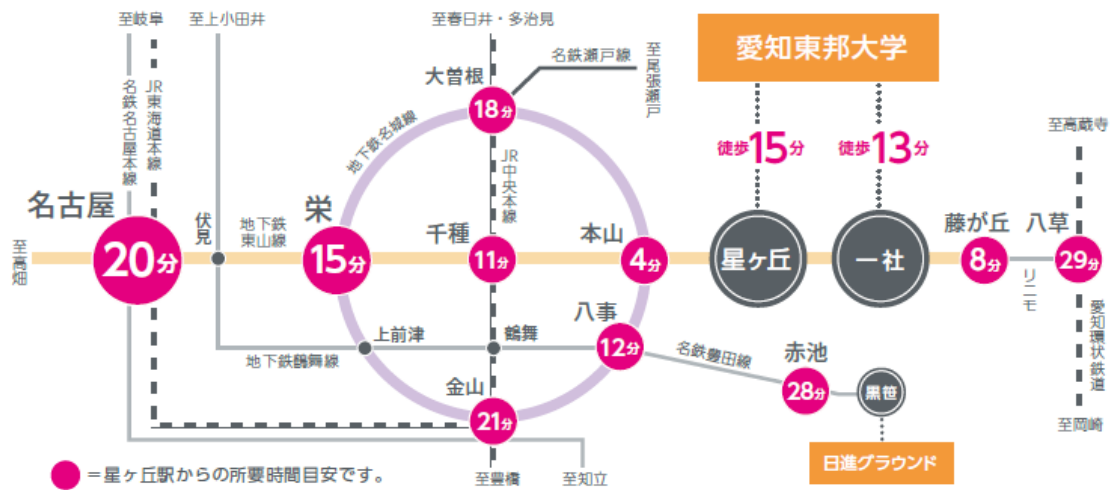 至岐阜
至上小田井
至春日井・多治見
名鉄瀬戸線
至尾張瀬戸
愛知東邦大学
大曽根
18分
名鉄名古屋本線
JR東海道本線
地下鉄名城線
JR中央本線
徒歩15分
徒歩13分
至高蔵寺
名古屋
20分
伏見
地下鉄
東山線
栄
15分
千種
11分
本山
4分
星ヶ丘
一社
藤が丘
8分
八草
29分
至高畑
リニモ
愛知環状鉄道
上前津
鶴舞
八事
12分
地下鉄鶴舞線
名鉄豊田線
赤池
28分
黒笹
金山
21分
至岡崎
日進グラウンド
=星ヶ丘駅からの所要時間目安です。
至豊橋
至知立